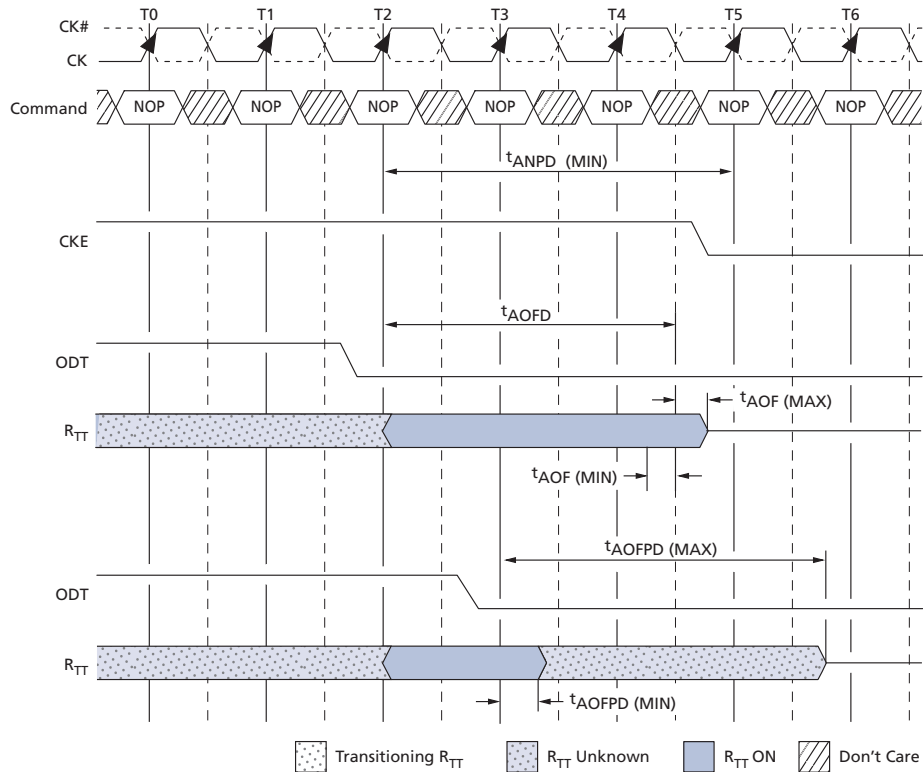 T0 T1 T2 T3 T4 T5 T6
CK#
CK
Command NOP NOP NOP NOP NOP NOP NOP
tANPD (MIN)
CKE
tAOFD
ODT
tAOF (MAX)
RTT
tAOF (MIN)
tAOFPD (MAX)
ODT
RTT
tAOFPD (MIN)
Transitioning RTT RTT Unknown RTT ON Don't Care